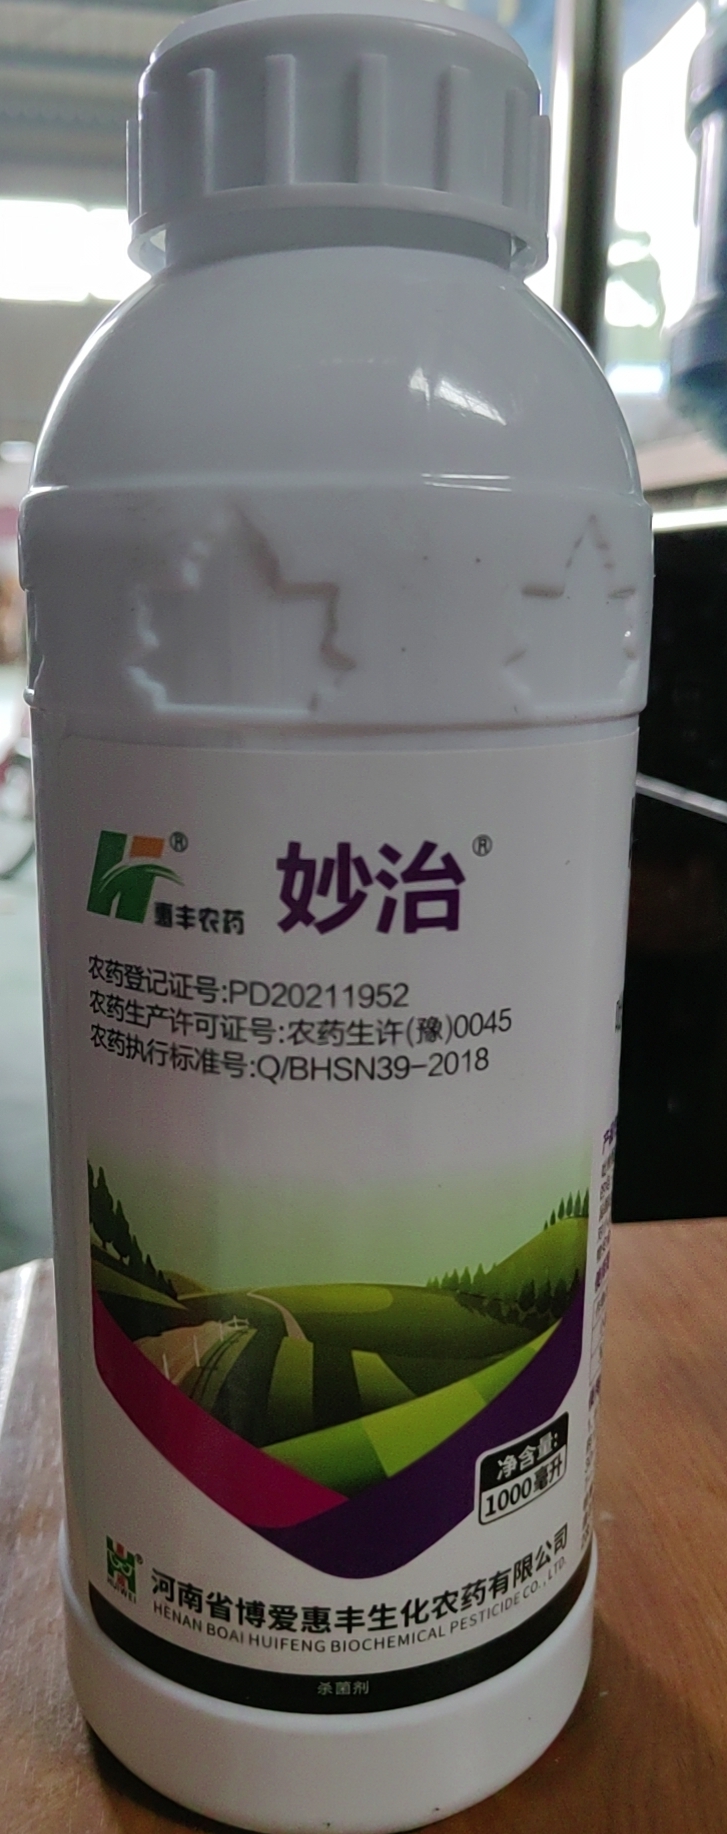 惠丰农药 ® 妙治 ®
农药登记证号:PD20211952
农药生产许可证号:农药生许(豫)0045
农药执行标准号:Q/BHSN39-2018
净含量:
1000毫升
河南省博爱惠丰生化农药有限公司
HENAN BOAI HUIFENG BIOCHEMICAL PESTICIDE CO., LTD.
杀菌剂